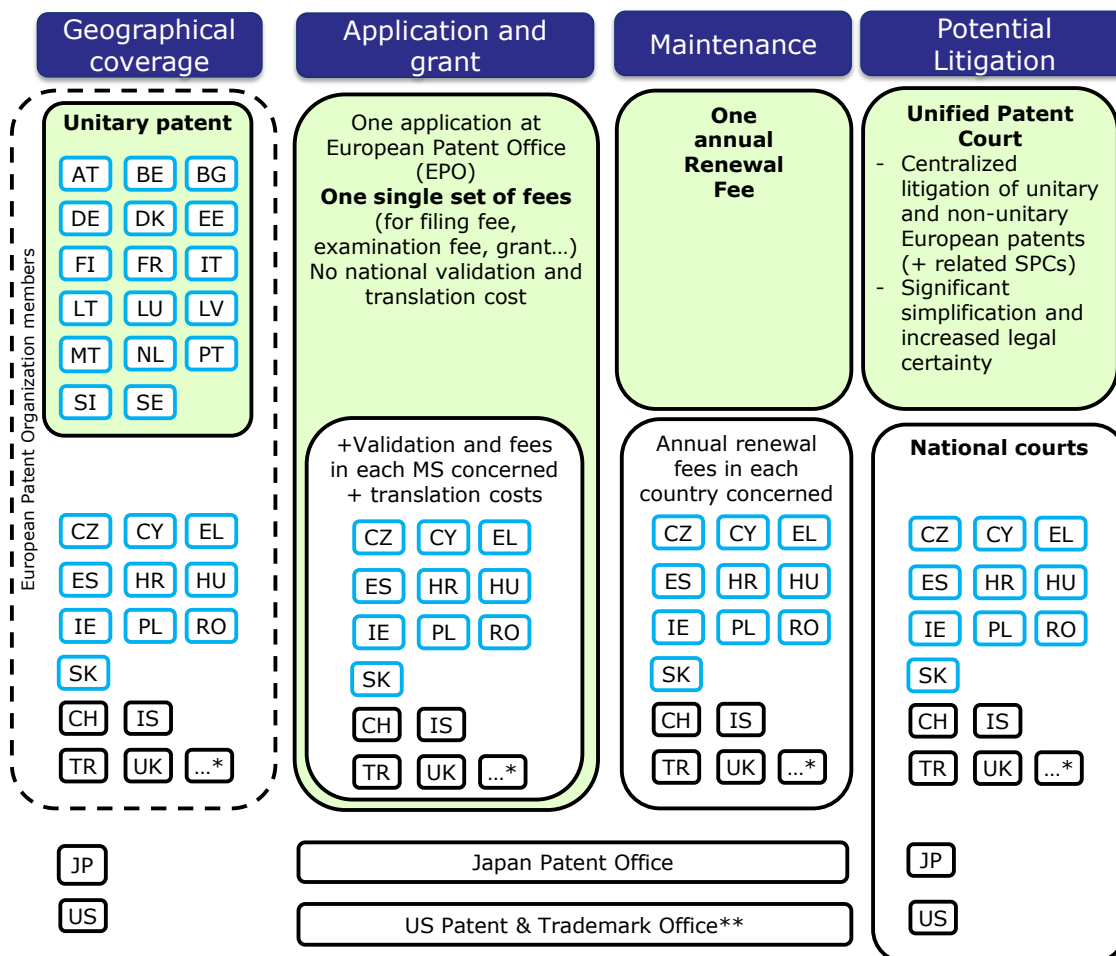 Geographical
coverage
Application and
grant
Maintenance
Potential
Litigation
European Patent Organization members
Unitary patent
AT BE BG
DE DK EE
FI FR IT
LT LU LV
MT NL PT
SI SE
CZ CY EL
ES HR HU
IE PL RO
SK
CH IS
TR UK ...*
JP
US
One application at
European Patent Office
(EPO)
One single set of fees
(for filing fee,
examination fee, grant…)
No national validation and
translation cost
+Validation and fees
in each MS concerned
+ translation costs
CZ CY EL
ES HR HU
IE PL RO
SK
CH IS
TR UK ...*
One
annual
Renewal
Fee
Annual renewal
fees in each
country concerned
CZ CY EL
ES HR HU
IE PL RO
SK
CH IS
TR UK ...*
Japan Patent Office
US Patent & Trademark Office**
Unified Patent
Court
- Centralized
litigation of unitary
and non-unitary
European patents
(+ related SPCs)
- Significant
simplification and
increased legal
certainty
National courts
CZ CY EL
ES HR HU
IE PL RO
SK
CH IS
TR UK ...*
JP
US